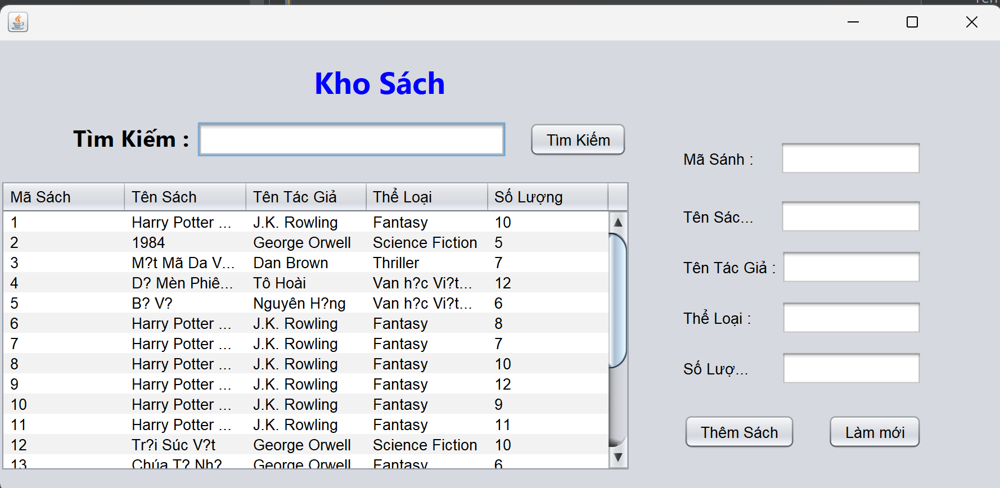 Kho Sách
Tìm Kiếm :
Tìm Kiếm
Mã Sách Tên Sách Tên Tác Giả Thể Loại Số Lượng
1 Harry Potter ... J.K. Rowling Fantasy 10
2 1984 George Orwell Science Fiction 5
3 M?t Mã Da V... Dan Brown Thriller 7
4 D? Mèn Phiê... Tô Hoài Van h?c Vi?t... 12
5 B? V? Nguyên H?ng Van h?c Vi?t... 6
6 Harry Potter ... J.K. Rowling Fantasy 8
7 Harry Potter ... J.K. Rowling Fantasy 7
8 Harry Potter ... J.K. Rowling Fantasy 10
9 Harry Potter ... J.K. Rowling Fantasy 12
10 Harry Potter ... J.K. Rowling Fantasy 9
11 Harry Potter ... J.K. Rowling Fantasy 11
12 Tr?i Súc V?t George Orwell Science Fiction 10
13 Chúa T? Nh? George Orwell Fantasy 6
Mã Sánh :
Tên Sác...
Tên Tác Giả :
Thể Loại :
Số Lượ...
Thêm Sách
Làm mới